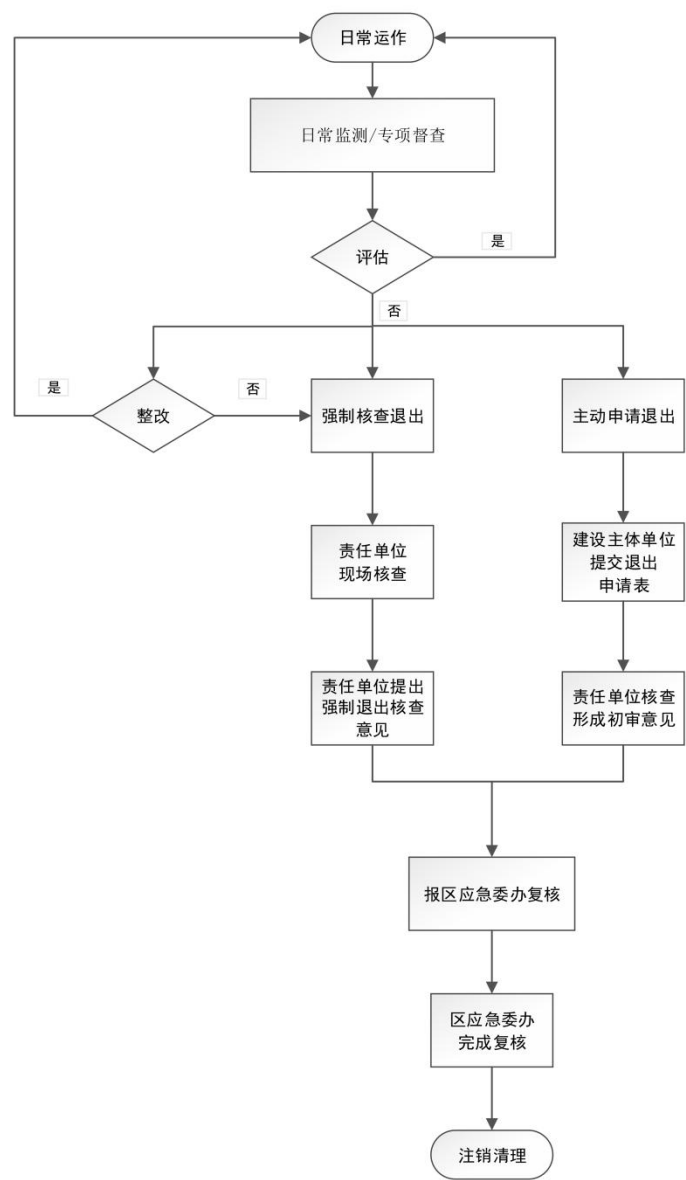 日常运作
日常监测/专项督查
评估
是
否
是
整改
否
强制核查退出
主动申请退出
责任单位
现场核查
建设主体单位
提交退出
申请表
责任单位提出
强制退出核查
意见
责任单位核查
形成初审意见
报区应急委办复核
区应急委办
完成复核
注销清理